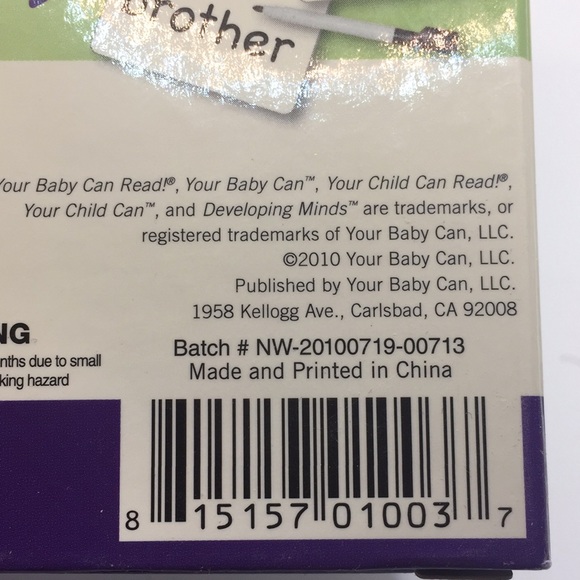 brother
Your Baby Can Read!®, Your Baby Can™, Your Child Can Read!®,
Your Child Can™, and Developing Minds™ are trademarks, or
registered trademarks of Your Baby Can, LLC.
©2010 Your Baby Can, LLC.
Published by Your Baby Can, LLC.
1958 Kellogg Ave., Carlsbad, CA 92008
NG
nths due to small
king hazard
Batch # NW-20100719-00713
Made and Printed in China
8 15157 01003 7